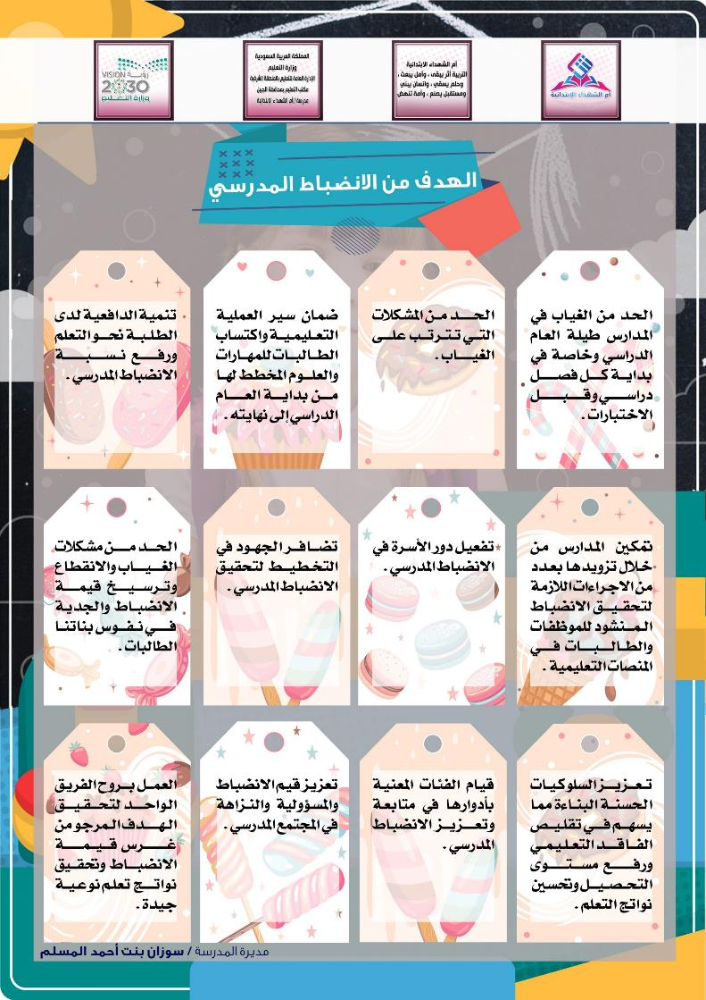 أم الشهداء الابتدائية
أم الشهداء الابتدائية
التربية أثر يبقى ، وأمل يبعث ،
وحلم يسقي ، وانسان يبني
ومستقبل يصنع ، وأمة تنهض
المملكة العربية السعودية
وزارة التعليم
الإدارة العامة للتعليم بالمنطقة الشرقية
مكتب التعليم بمحافظة الجبيل
مدرسة / أم الشهداء الابتدائية
VISION رؤية
2030
وزارة التعليم
الهدف من الانضباط المدرسي
الحد من الغياب في
المدارس طيلة العام
الدراسي وخاصة في
بداية كل فصل
دراسي وقبل
الاختبارات .
الحد من المشكلات
التي تترتب على
الغياب .
ضمان سير العملية
التعليمية واكتساب
الطالبات للمهارات
والعلوم المخطط لها
من بداية العام
الدراسي إلى نهايته .
تنمية الدافعية لدى
الطلبة نحو التعلم
ورفع نسبة
الانضباط المدرسي .
تمكين المدارس من
خلال تزويدها بعدد
من الاجراءات اللازمة
لتحقيق الانضباط
المنشود للموظفات
والطالبات في
المنصات التعليمية .
تفعيل دور الأسرة في
الانضباط المدرسي .
تضافر الجهود في
التخطيط لتحقيق
الانضباط المدرسي .
الحد من مشكلات
الغياب والانقطاع
وترسيخ قيمة
الانضباط والجدية
في نفوس بناتنا
الطالبات .
تعزيز السلوكيات
الحسنة البناءة مما
يسهم في تقليص
الفاقد التعليمي
ورفع مستوى
التحصيل وتحسين
نواتج التعلم .
قيام الفئات المعنية
بأدوارها في متابعة
وتعزيز الانضباط
المدرسي .
تعزيز قيم الانضباط
والمسؤولية والنزاهة
في المجتمع المدرسي .
العمل بروح الفريق
الواحد لتحقيق
الهدف المرجو من
غرس قيمة
الانضباط وتحقيق
نواتج تعلم نوعية
جيدة .
مديرة المدرسة / سوزان بنت أحمد المسلم